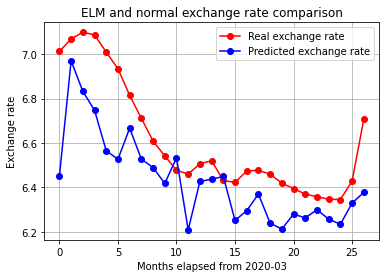 ELM and normal exchange rate comparison
Real exchange rate
Predicted exchange rate
Exchange rate
7.0
6.8
6.6
6.4
6.2
0 5 10 15 20 25
Months elapsed from 2020-03